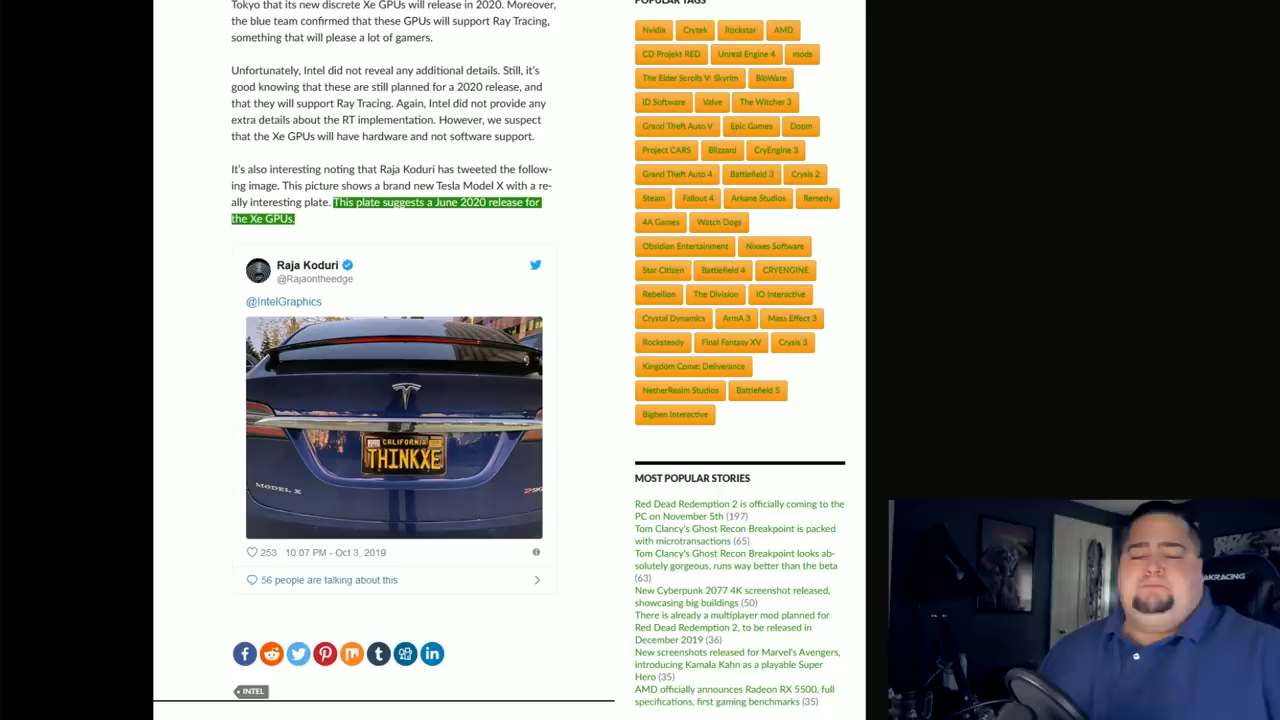 Tokyo that its new discrete Xe GPUs will release in 2020. Moreover,
the blue team confirmed that these GPUs will support Ray Tracing,
something that will please a lot of gamers.
Unfortunately, Intel did not reveal any additional details. Still, it's
good knowing that these are still planned for a 2020 release, and
that they will support Ray Tracing. Again, Intel did not provide any
extra details about the RT implementation. However, we suspect
that the Xe GPUs will have hardware and not software support.
It's also interesting noting that Raja Koduri has tweeted the follow-
ing image. This picture shows a brand new Tesla Model X with a re-
ally interesting plate. This plate suggests a June 2020 release for
the Xe GPUs.
Raja Koduri
@Rajaontheedge
@IntelGraphics
CALIFORNIA
THINKXE
MODEL X
253 10:07 PM - Oct 3, 2019
56 people are talking about this
INTEL
POPULAR TAGS
Nvidia Crytek Rockstar AMD
CD Projekt RED Unreal Engine 4 mods
The Elder Scrolls V: Skyrim BioWare
iD Software Valve The Witcher 3
Grand Theft Auto V Epic Games Doom
Project CARS Blizzard CryEngine 3
Grand Theft Auto 4 Battlefield 3 Crysis 2
Steam Fallout 4 Arkane Studios Remedy
4A Games Watch Dogs
Obsidian Entertainment Nixxes Software
Star Citizen Battlefield 4 CRYENGINE
Rebellion The Division IO Interactive
Crystal Dynamics ArmA 3 Mass Effect 3
Rocksteady Final Fantasy XV Crysis 3
Kingdom Come: Deliverance
NetherRealm Studios Battlefield 5
Bigben Interactive
MOST POPULAR STORIES
Red Dead Redemption 2 is officially coming to the
PC on November 5th (197)
Tom Clancy's Ghost Recon Breakpoint is packed
with microtransactions (65)
Tom Clancy's Ghost Recon Breakpoint looks ab-
solutely gorgeous, runs way better than the beta
(63)
New Cyberpunk 2077 4K screenshot released,
showcasing big buildings (50)
There is already a multiplayer mod planned for
Red Dead Redemption 2, to be released in
December 2019 (36)
New screenshots released for Marvel's Avengers,
introducing Kamala Kahn as a playable Super
Hero (35)
AMD officially announces Radeon RX 5500, full
specifications, first gaming benchmarks (35)
AKRACING